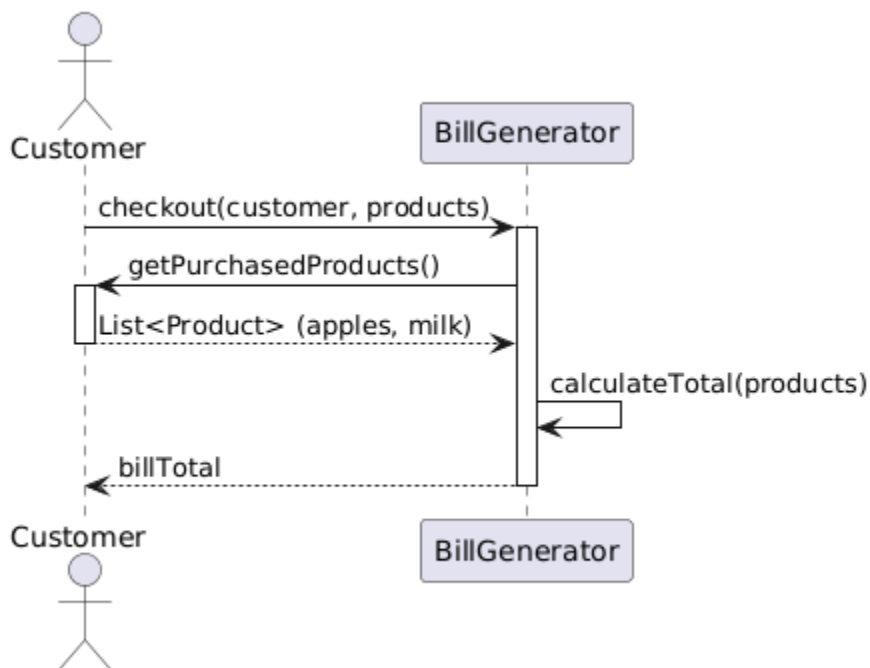 Customer
BillGenerator
checkout(customer, products)
getPurchasedProducts()
List<Product> (apples, milk)
calculateTotal(products)
billTotal
Customer
BillGenerator